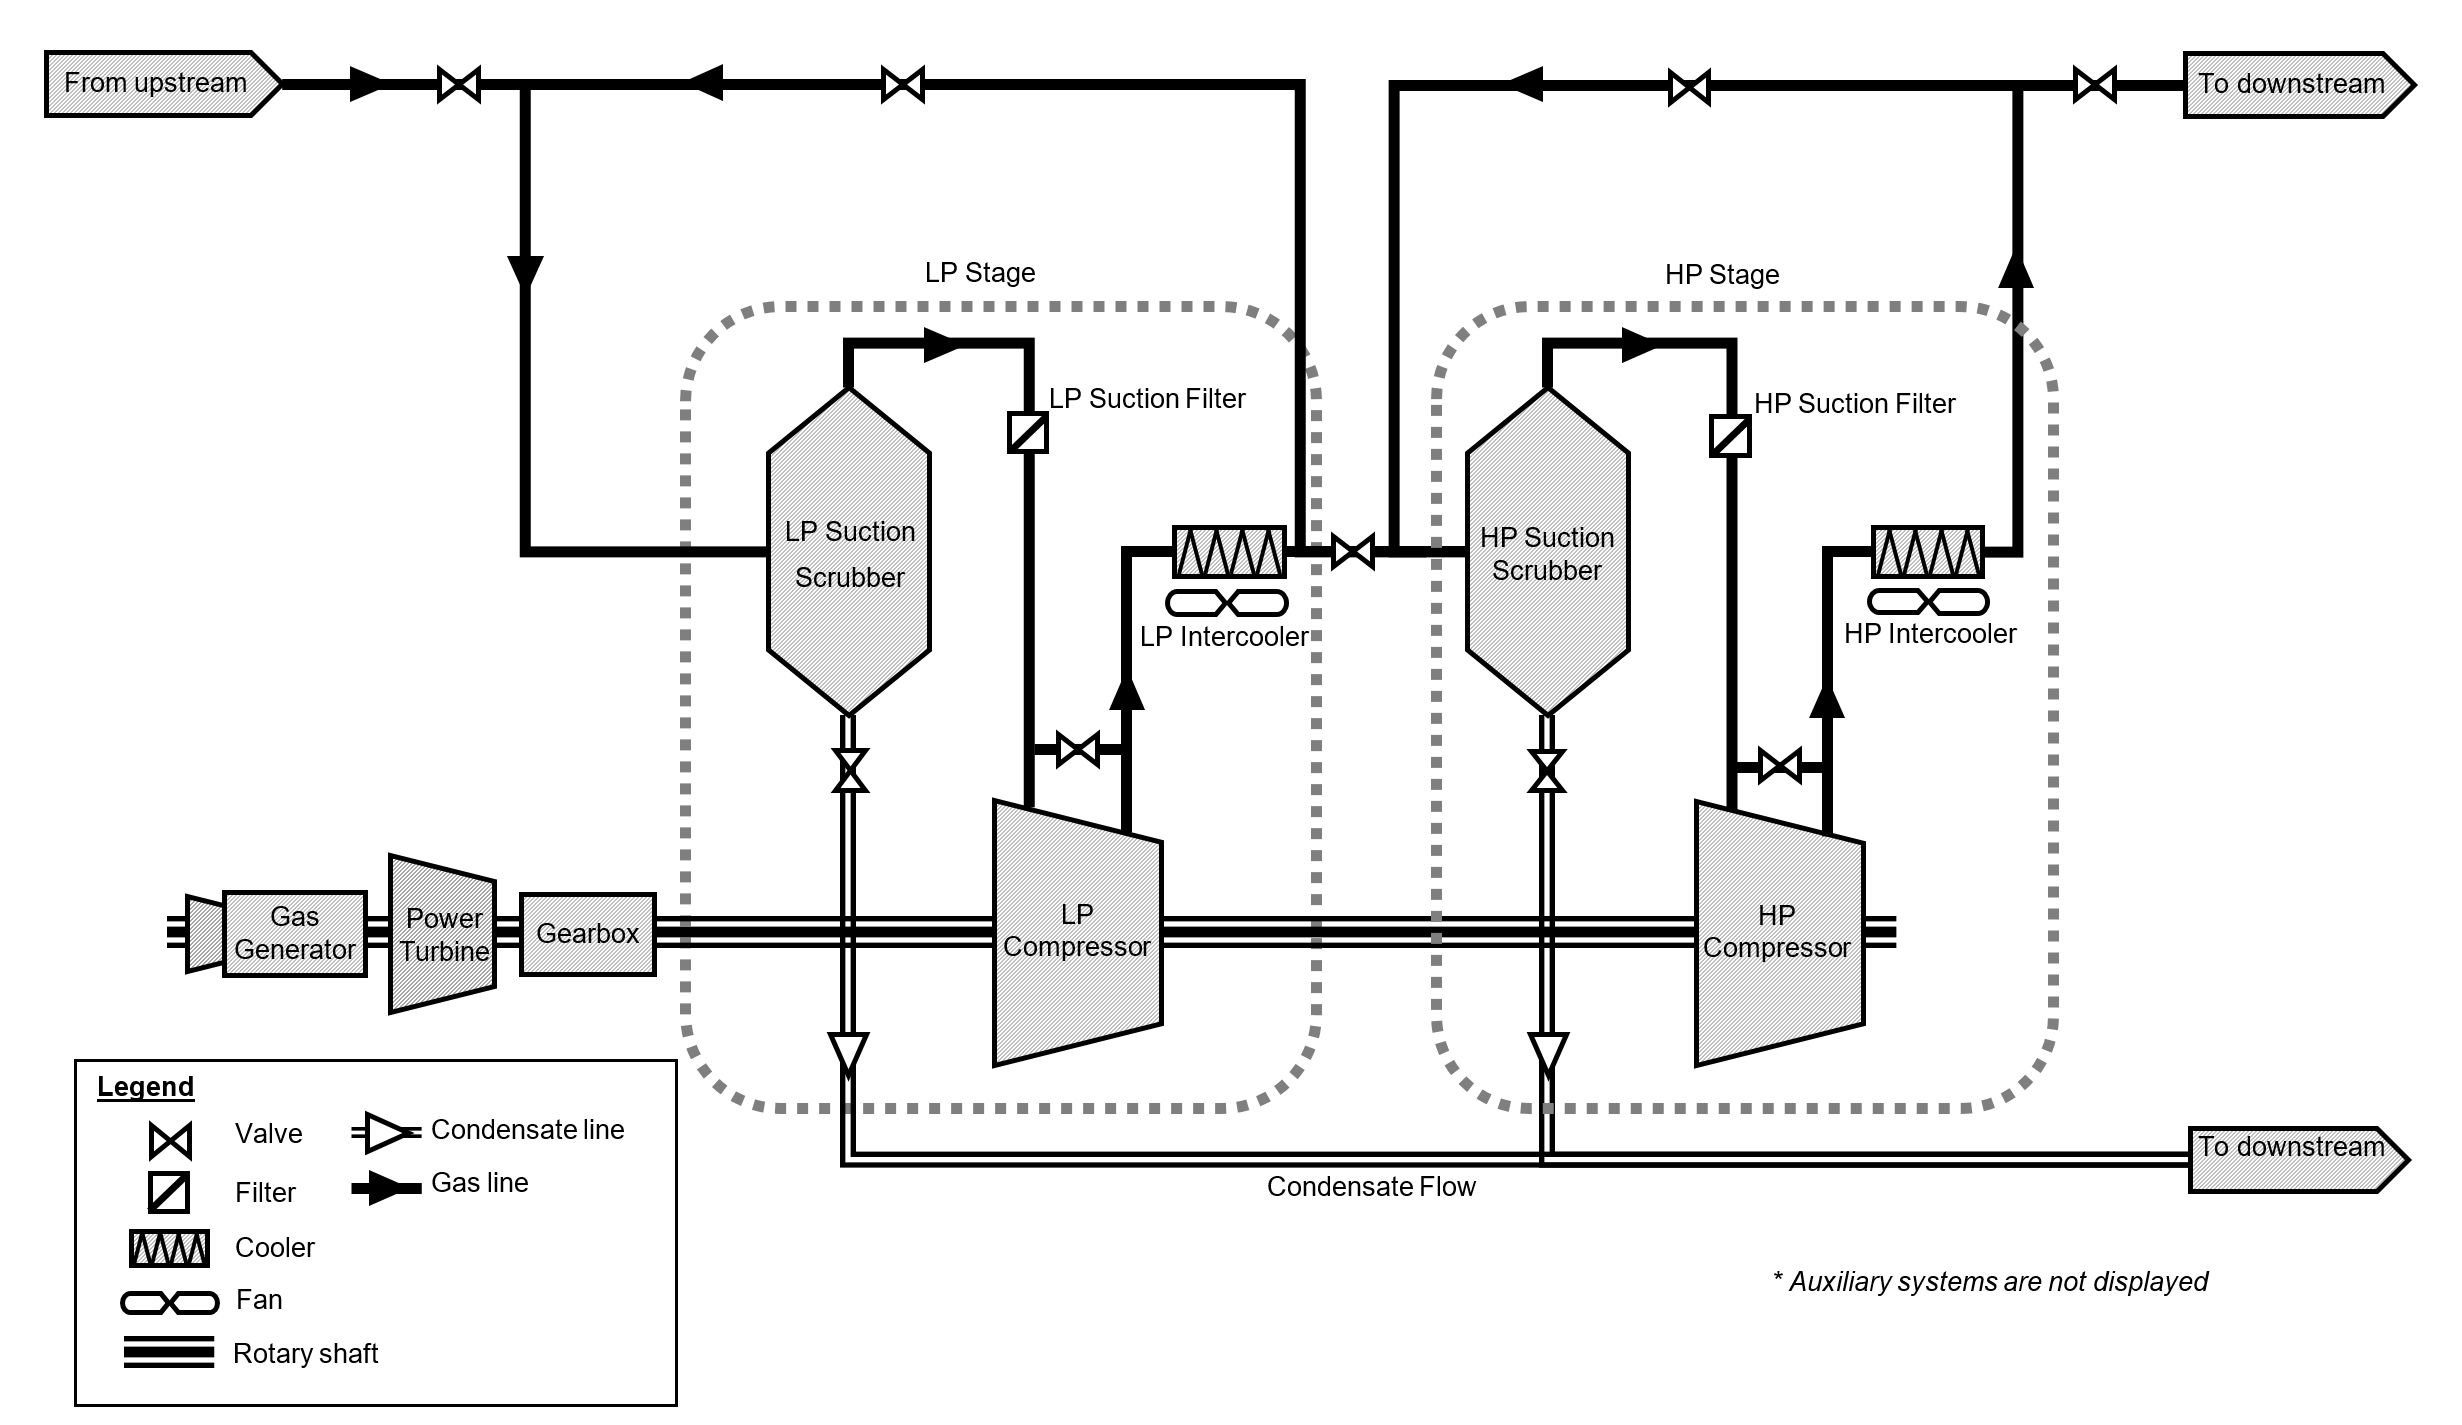 From upstream
To downstream
LP Stage
HP Stage
LP Suction Filter
HP Suction Filter
LP Suction
Scrubber
HP Suction
Scrubber
LP Intercooler
HP Intercooler
Gas
Generator
Power
Turbine
Gearbox
LP
Compressor
HP
Compressor
Legend
Valve
Condensate line
Filter
Gas line
Cooler
Fan
Rotary shaft
To downstream
Condensate Flow
* Auxiliary systems are not displayed